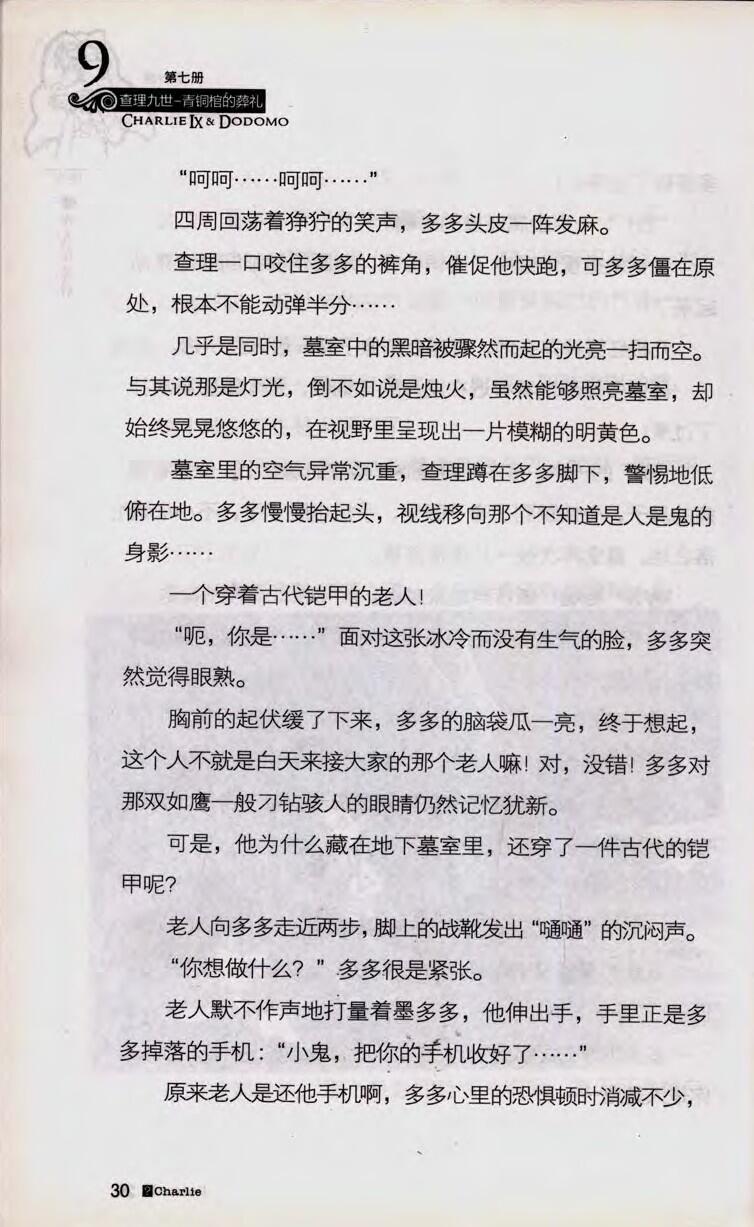 9
第七册
查理九世-青铜棺的葬礼
CHARLIE IX & DODOMO
“呵呵……呵呵……”
四周回荡着狰狞的笑声，多多头皮一阵发麻。
查理一口咬住多多的裤角，催促他快跑，可多多僵在原
处，根本不能动弹半分……
几乎是同时，墓室中的黑暗被骤然而起的光亮一扫而空。
与其说那是灯光，倒不如说是烛火，虽然能够照亮墓室，却
始终晃晃悠悠的，在视野里呈现出一片模糊的明黄色。
墓室里的空气异常沉重，查理蹲在多多脚下，警惕地低
俯在地。多多慢慢抬起头，视线移向那个不知道是人是鬼的
身影……
一个穿着古代铠甲的老人！
“呃，你是……”面对这张冰冷而没有生气的脸，多多突
然觉得眼熟。
胸前的起伏缓了下来，多多的脑袋瓜一亮，终于想起，
这个人不就是白天来接大家的那个老人嘛！对，没错！多多对
那双如鹰一般刁钻骇人的眼睛仍然记忆犹新。
可是，他为什么藏在地下墓室里，还穿了一件古代的铠
甲呢？
老人向多多走近两步，脚上的战靴发出“嗵嗵”的沉闷声。
“你想做什么？”多多很是紧张。
老人默不作声地打量着墨多多，他伸出手，手里正是多
多掉落的手机：“小鬼，把你的手机收好了……”
原来老人是还他手机啊，多多心里的恐惧顿时消减不少，
30 ?Charlie